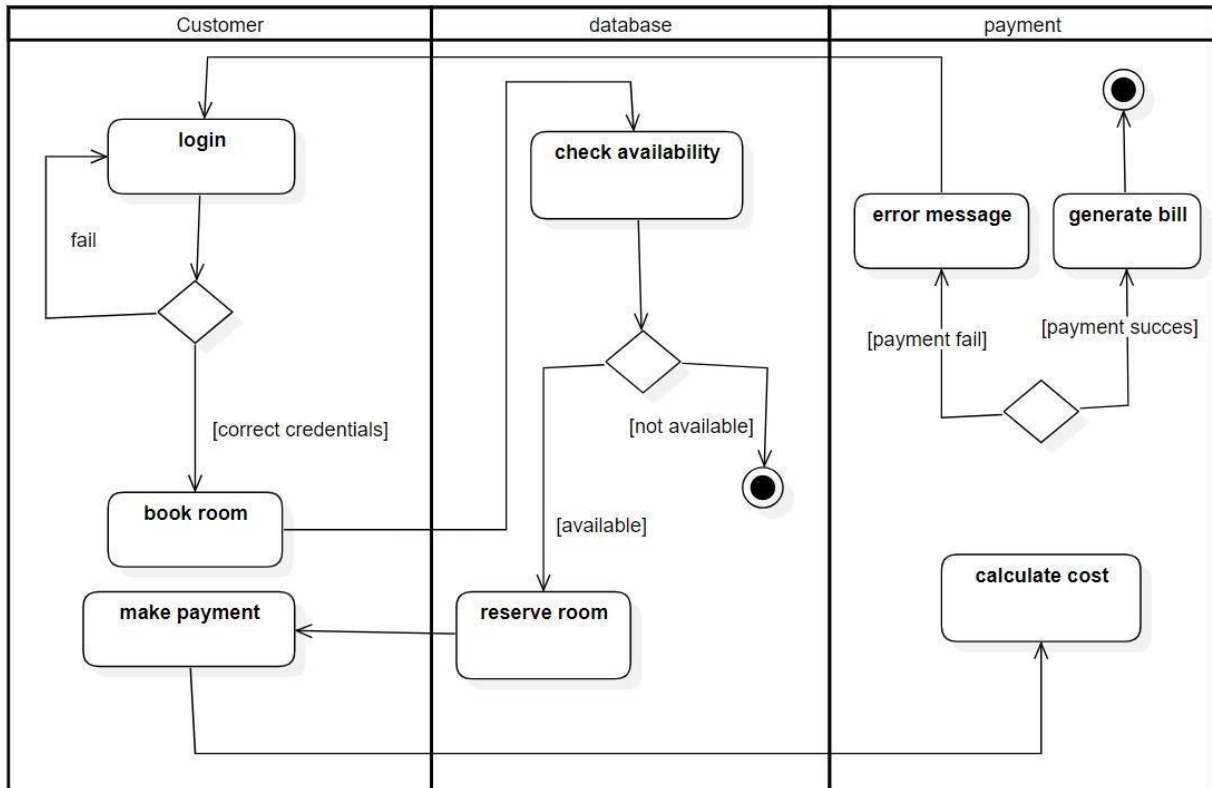 Customer
database
payment
login
check availability
error message
generate bill
fail
[payment fail]
[payment succes]
[correct credentials]
[not available]
book room
[available]
calculate cost
make payment
reserve room